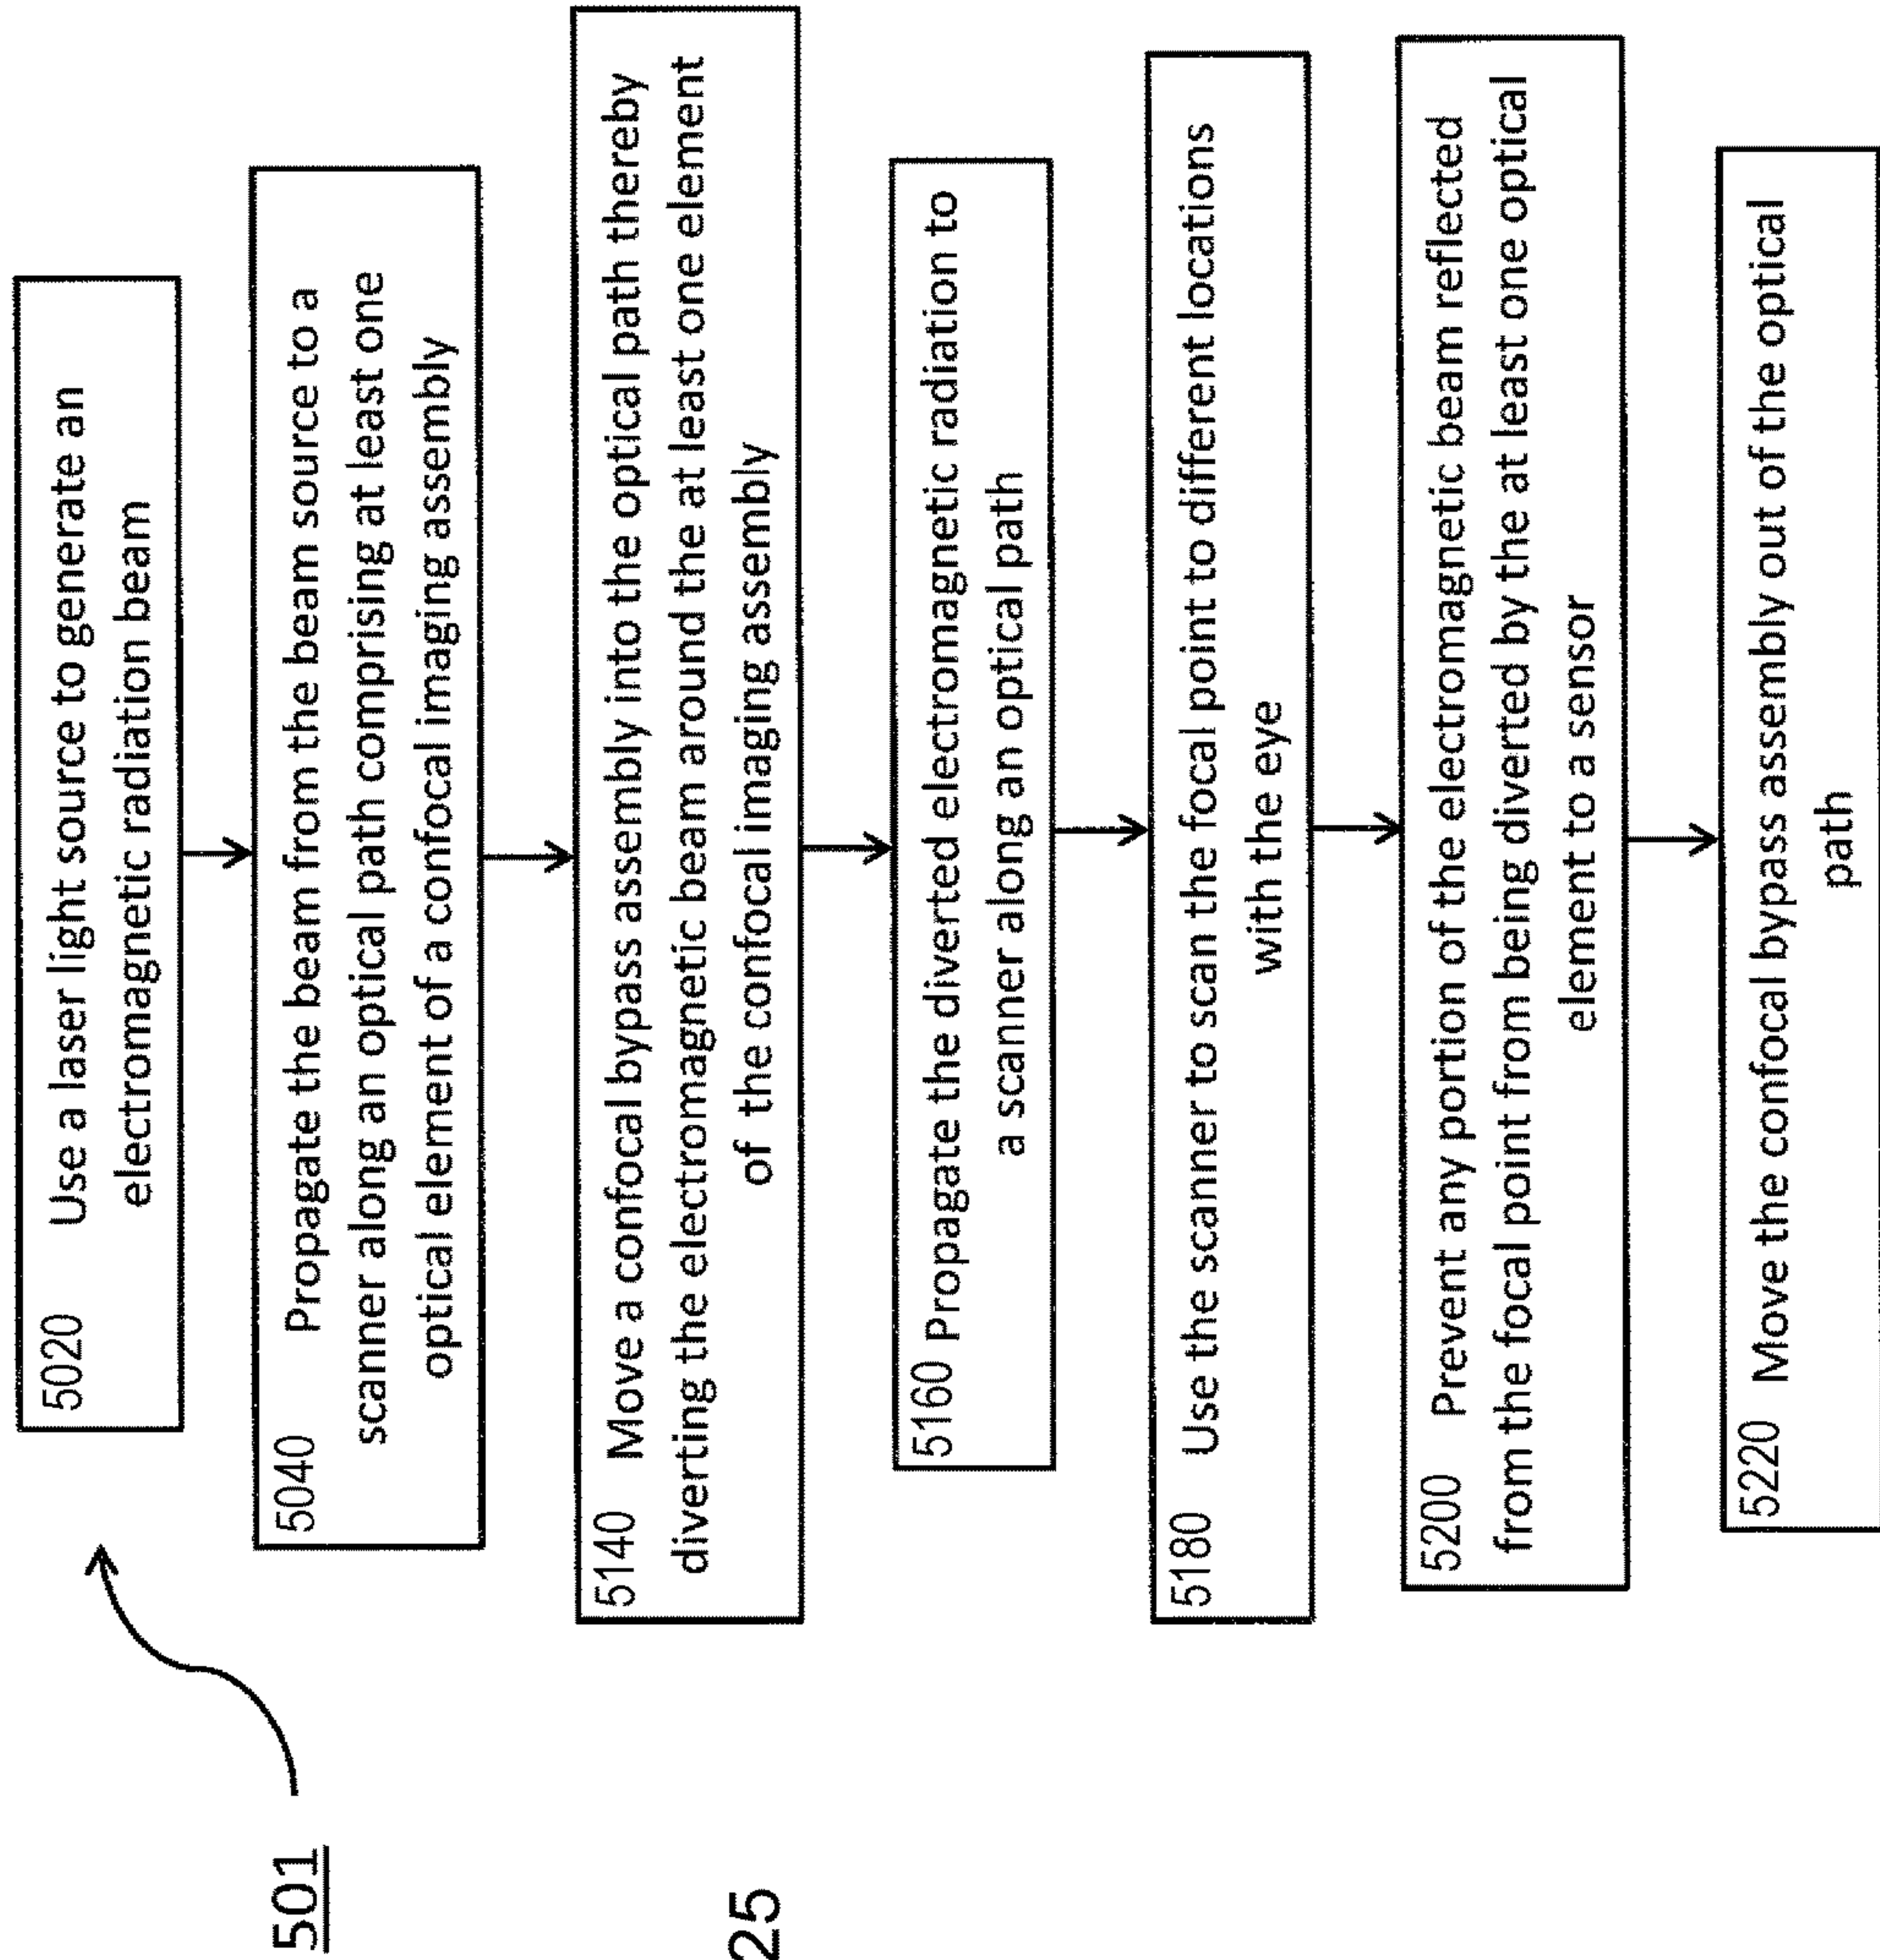 501
25
5020 Use a laser light source to generate an
electromagnetic radiation beam
5040
Propagate the beam from the beam source to a
scanner along an optical path comprising at least one
optical element of a confocal imaging assembly
5140
Move a confocal bypass assembly into the optical path thereby
diverting the electromagnetic beam around the at least one element
of the confocal imaging assembly
5160 Propagate the diverted electromagnetic radiation to
a scanner along an optical path
5180 Use the scanner to scan the focal point to different locations
with the eye
5200
Prevent any portion of the electromagnetic beam reflected
from the focal point from being diverted by the at least one optical
element to a sensor
5220 Move the confocal bypass assembly out of the optical
path